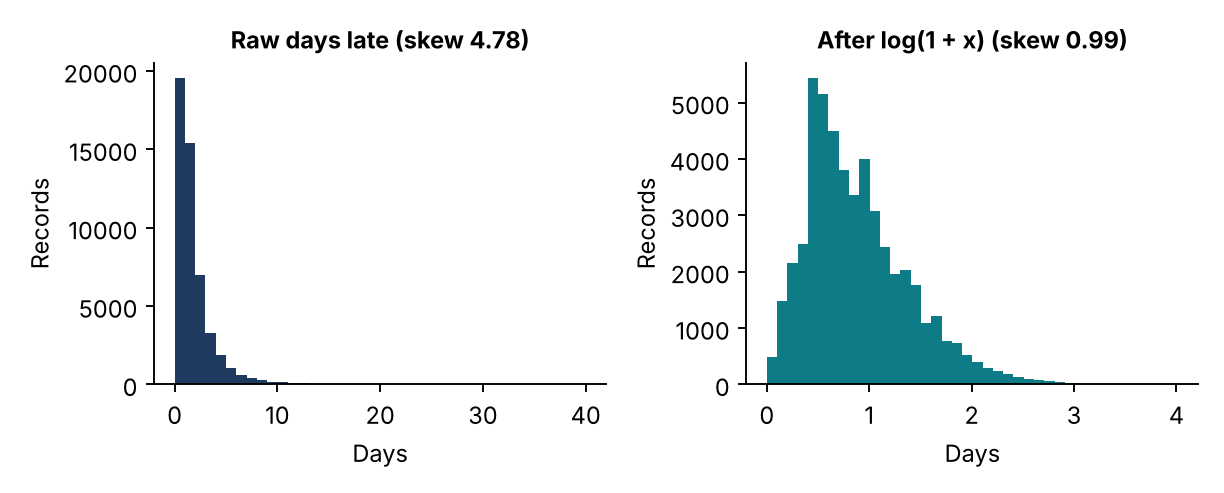 Raw days late (skew 4.78)
20000
15000
10000
5000
0
Records
0 10 20 30 40
Days
After log(1 + x) (skew 0.99)
5000
4000
3000
2000
1000
0
Records
0 1 2 3 4
Days